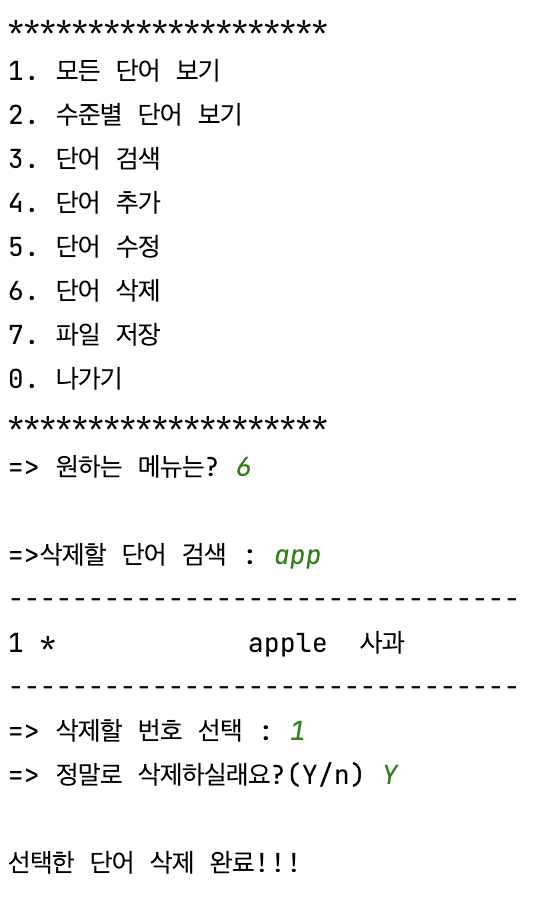 ********************
1. 모든 단어 보기
2. 수준별 단어 보기
3. 단어 검색
4. 단어 추가
5. 단어 수정
6. 단어 삭제
7. 파일 저장
0. 나가기
********************
=> 원하는 메뉴는? 6
=>삭제할 단어 검색 : app
--------------------------------
1 *            apple  사과
--------------------------------
=> 삭제할 번호 선택 : 1
=> 정말로 삭제하실래요?(Y/n) Y
선택한 단어 삭제 완료!!!